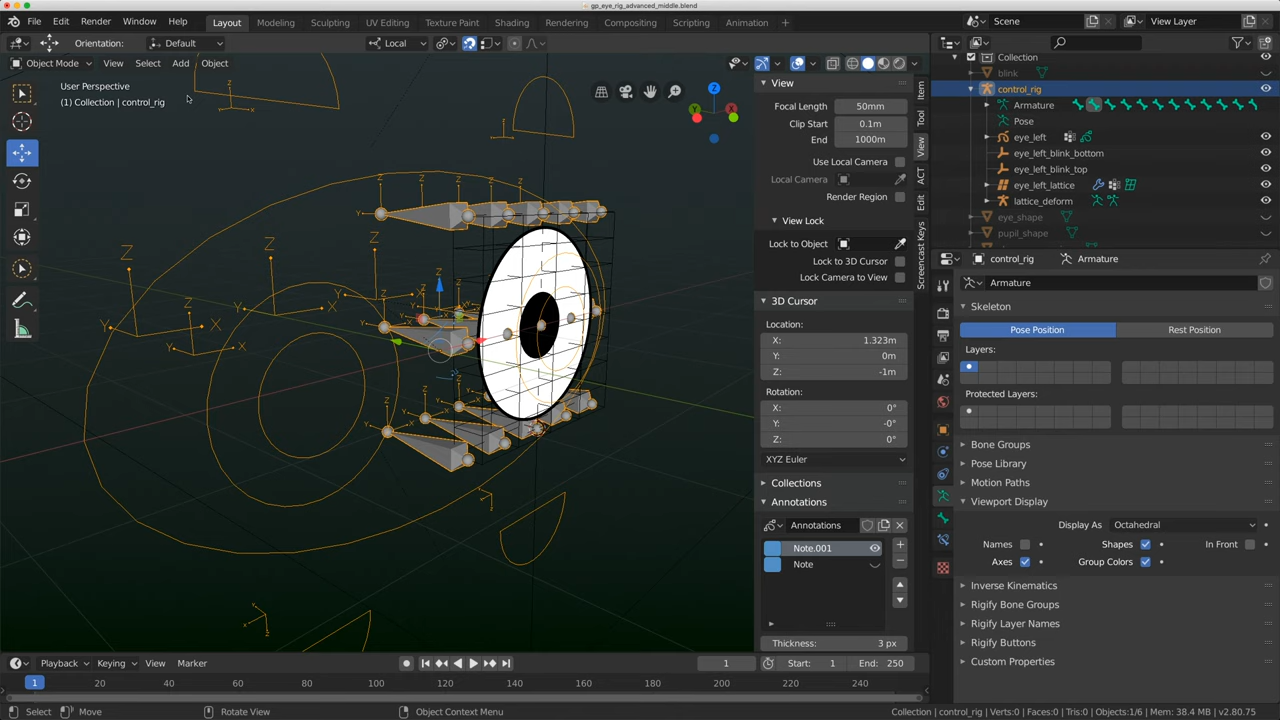 gp_eye_rig_advanced_middle.blend
File Edit Render Window Help Layout Modeling Sculpting UV Editing Texture Paint Shading Rendering Compositing Scripting Animation Scene View Layer
Orientation: Default Local
Object Mode View Select Add Object
User Perspective
(1) Collection | control_rig
View
Focal Length 50mm
Clip Start 0.1m
End 1000m
Use Local Camera
Local Camera
Render Region
View Lock
Lock to Object
Lock to 3D Cursor
Lock Camera to View
3D Cursor
Location:
X: 1.323m
Y: 0m
Z: -1m
Rotation:
X: 0°
Y: -0°
Z: 0°
XYZ Euler
Collections
Annotations
Annotations
Note.001
Note
Thickness: 3 px
Item
Tool
View
ACT
Edit
Screencast Keys
Collection
blink
control_rig
Armature
Pose
eye_left
eye_left_blink_bottom
eye_left_blink_top
eye_left_lattice
lattice_deform
eye_shape
pupil_shape
control_rig Armature
Armature
Skeleton
Pose Position Rest Position
Layers:
Protected Layers:
Bone Groups
Pose Library
Motion Paths
Viewport Display
Display As Octahedral
Names Shapes In Front
Axes Group Colors
Inverse Kinematics
Rigify Bone Groups
Rigify Layer Names
Rigify Buttons
Custom Properties
Playback Keying View Marker 1 Start: 1 End: 250
1 20 40 60 80 100 120 140 160 180 200 220 240
Select Move Rotate View Object Context Menu Collection | control_rig | Verts:0 | Faces:0 | Tris:0 | Objects:1/6 | Mem: 38.4 MB | v2.80.75